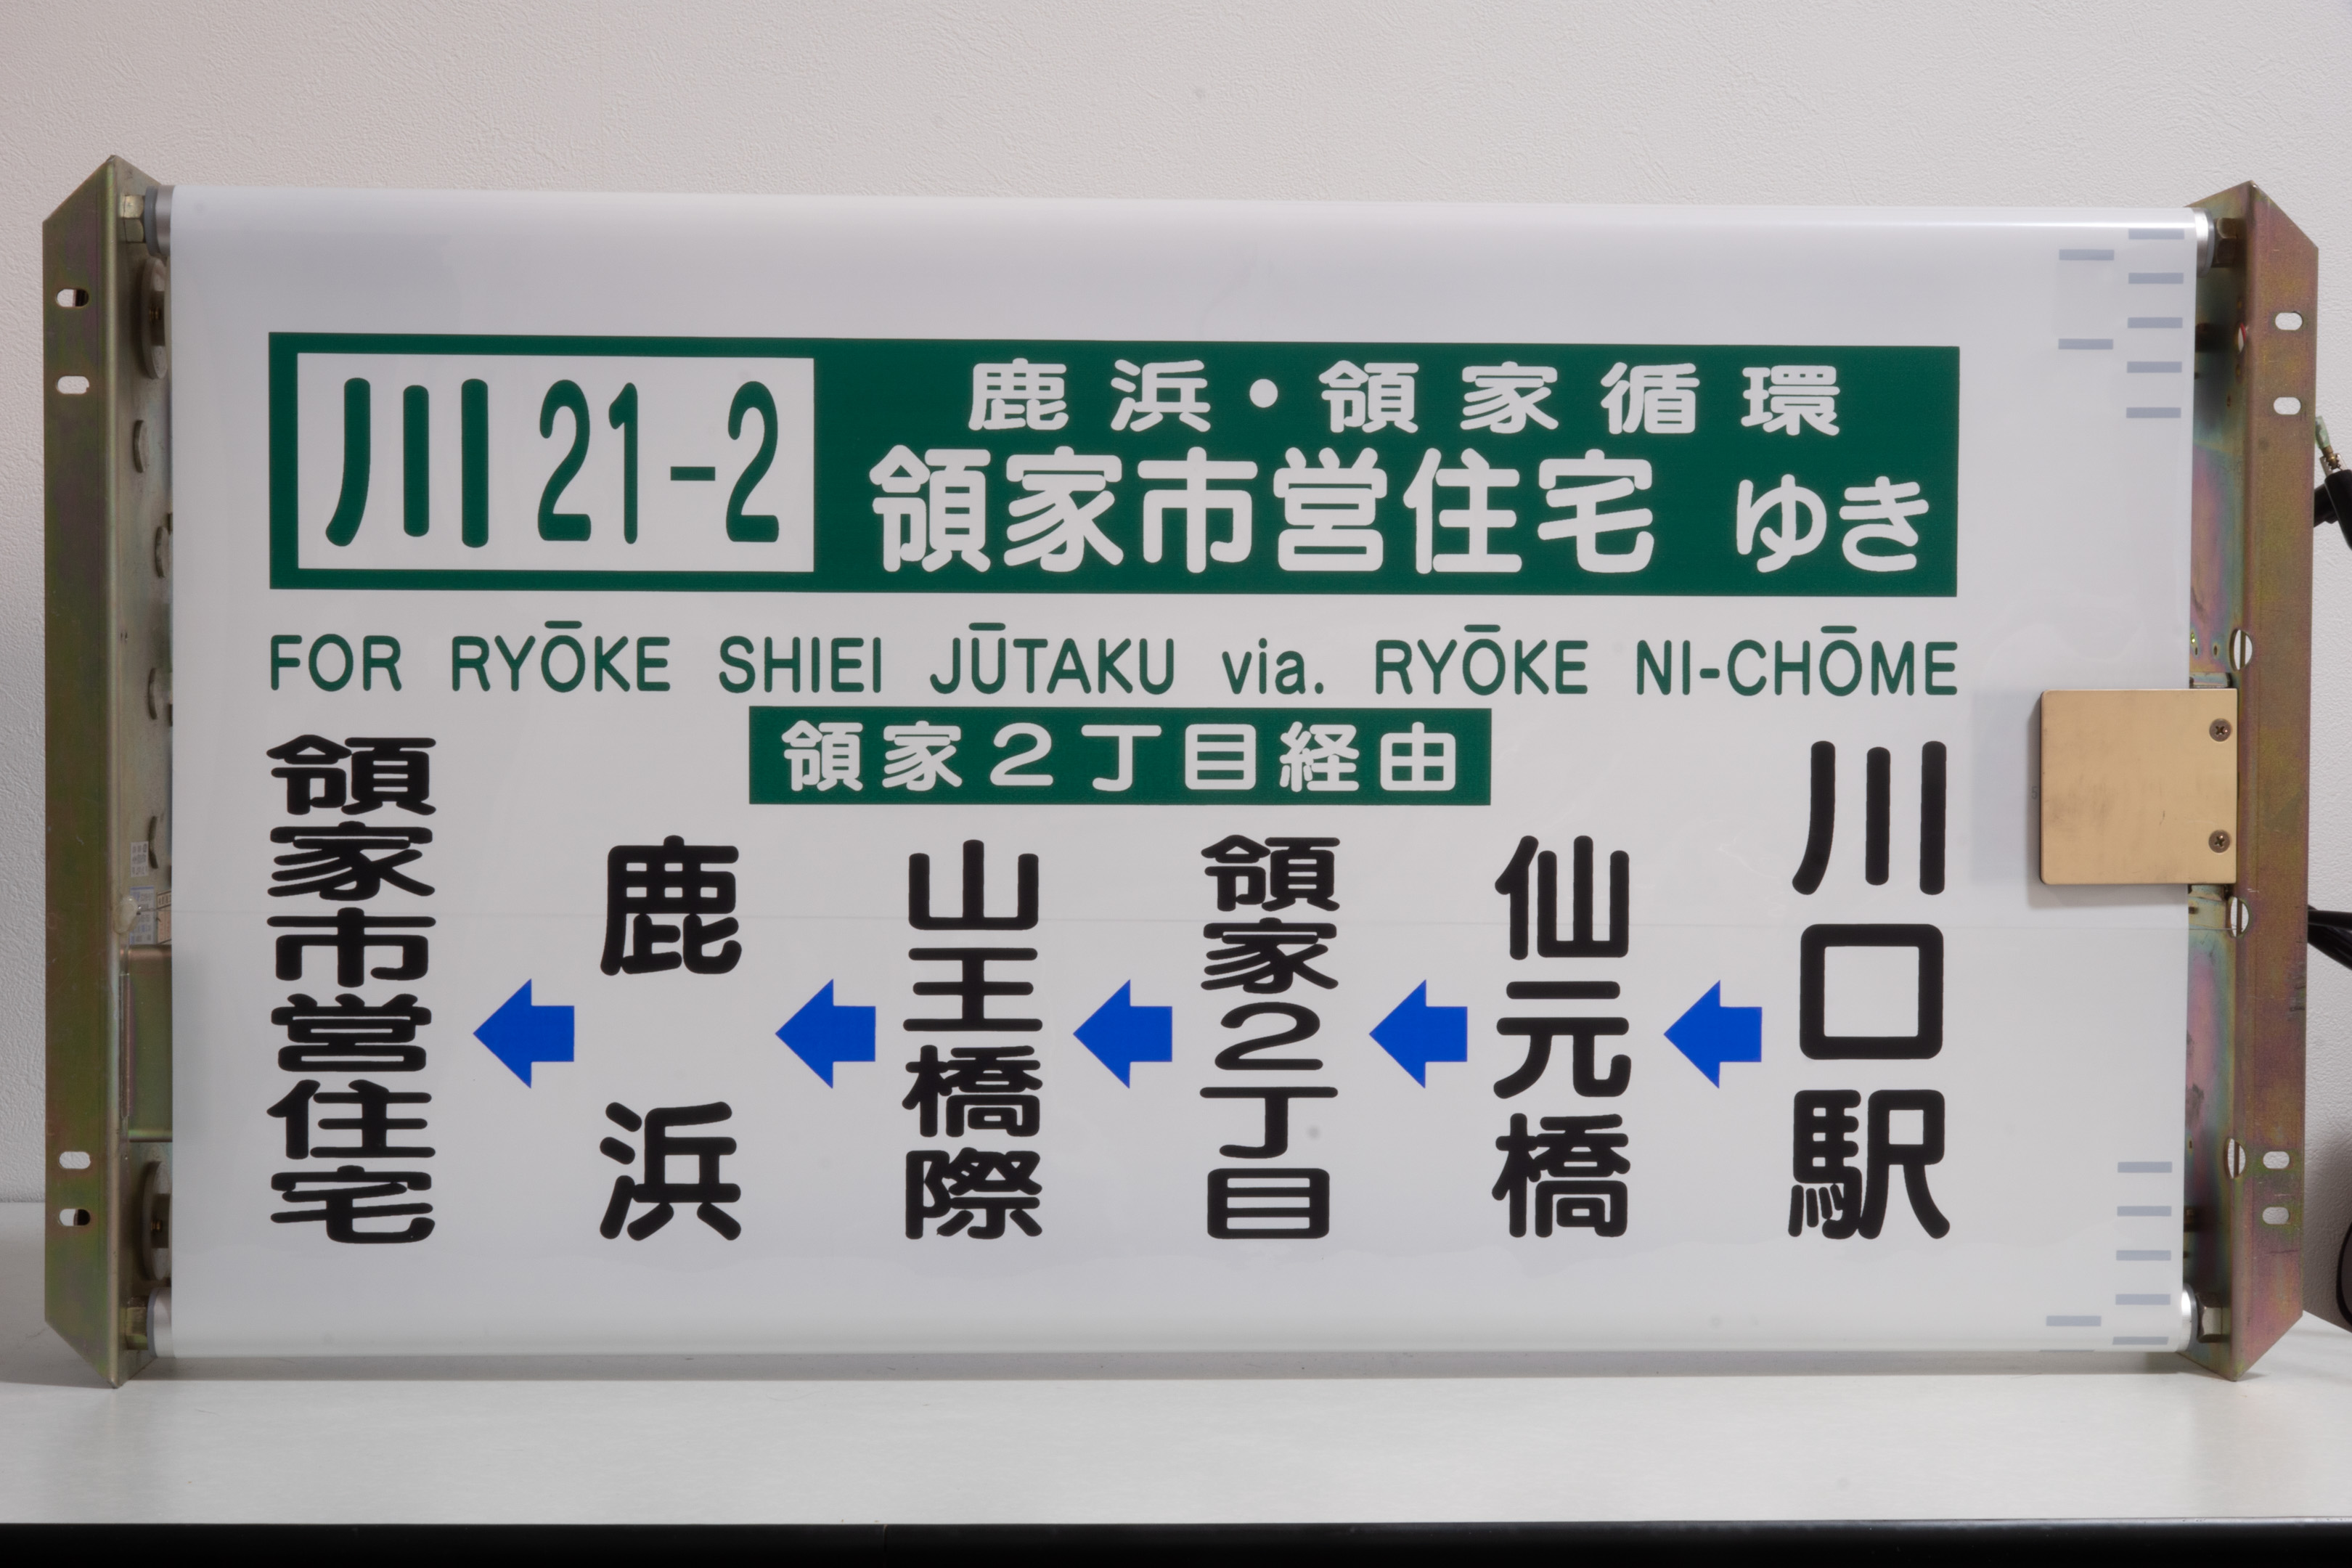 川21-2
鹿浜・領家循環
領家市営住宅 ゆき
FOR RYŌKE SHIEI JŪTAKU via. RYŌKE NI-CHŌME
領家2丁目経由
川口駅
仙元橋
領家2丁目
山王橋際
鹿浜
領家市営住宅